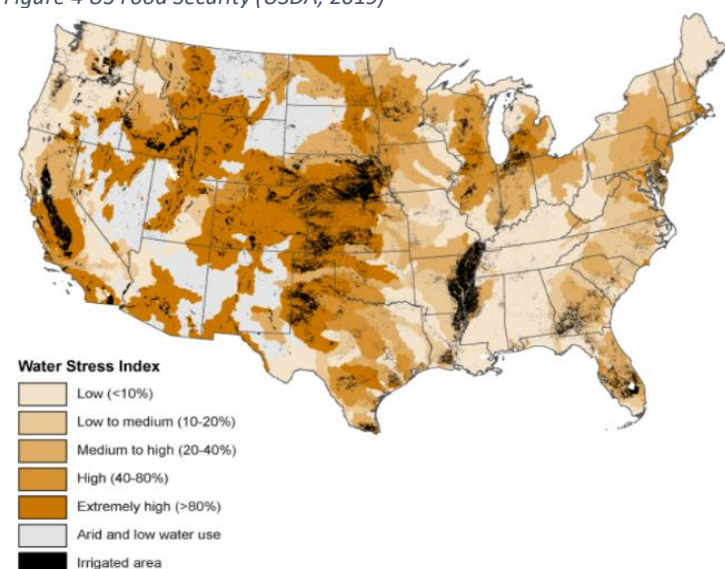 Figure 4 US Food Security (USDA, 2019)
Water Stress Index
Low (<10%)
Low to medium (10-20%)
Medium to high (20-40%)
High (40-80%)
Extremely high (>80%)
Arid and low water use
Irrigated area